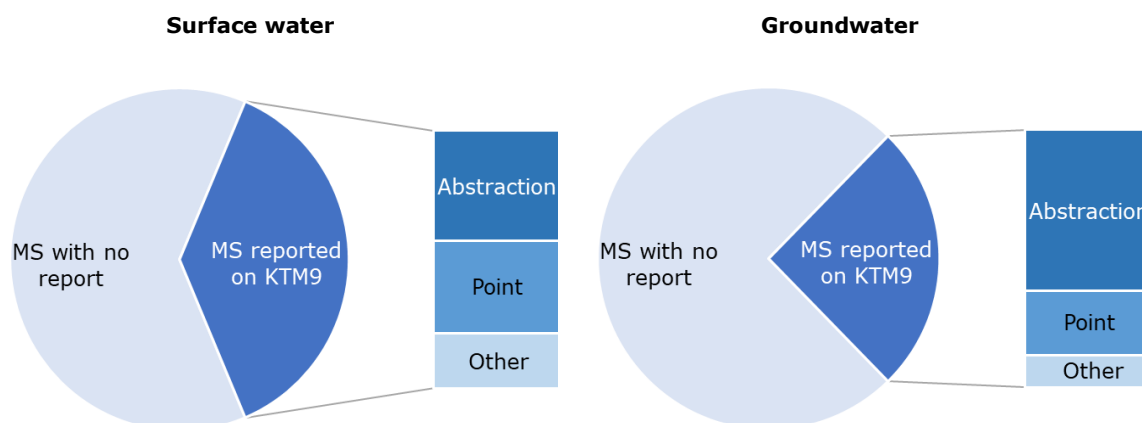 Surface water
MS with no
report
MS reported
on KTM9
Abstraction
Point
Other
Groundwater
MS with no
report
MS reported
on KTM9
Abstraction
Point
Other